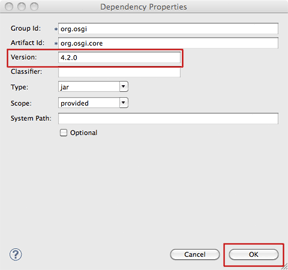 Dependency Properties
Group Id: * org.osgi
Artifact Id: * org.osgi.core
Version: 4.2.0
Classifier:
Type: jar
Scope: provided
System Path:
Optional
? Cancel OK